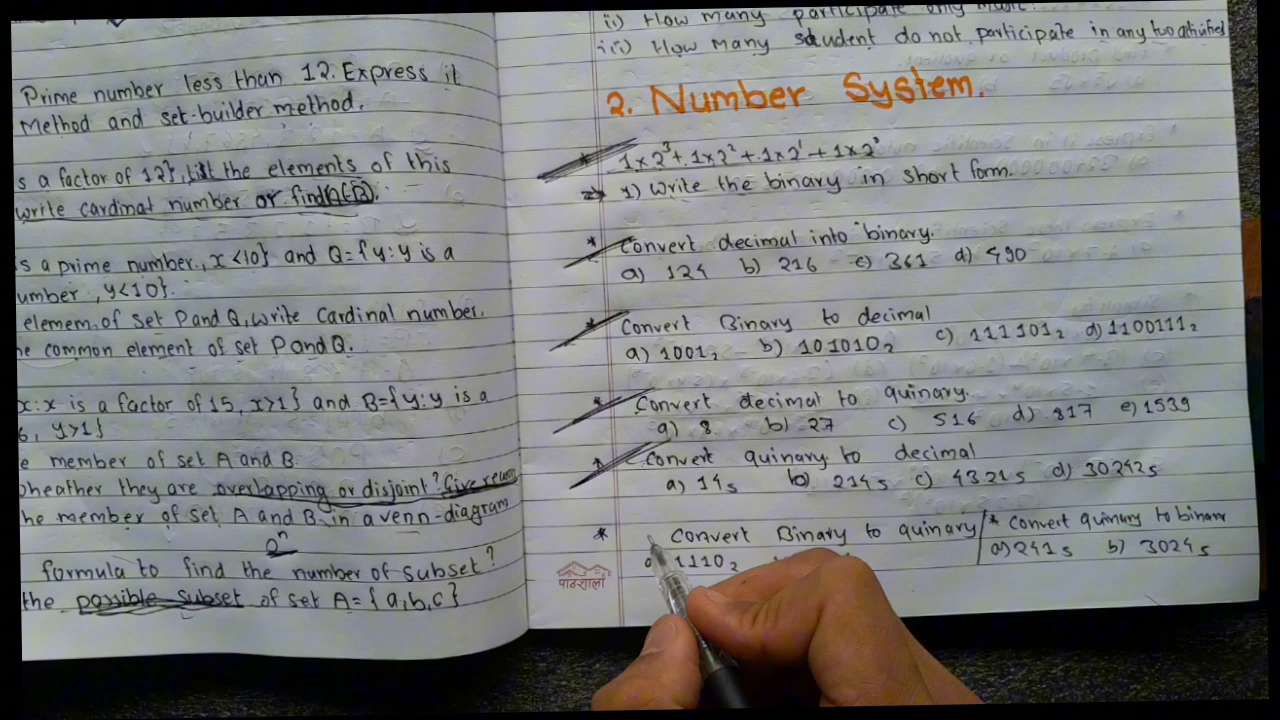 Prime number less than 12. Express it
Method and set-builder method.
s a factor of 12}, list the elements of this
write cardinal number or find n(B).
s a prime number, x<10} and Q={y:y is a
umber, y<10}.
elemem. of set P and Q, write Cardinal number.
e common element of set P and Q.
x:x is a factor of 15, x>1} and B={y:y is a
6, y>1}
e member of set A and B.
heather they are overlapping or disjoint? Give
he member of set A and B in a venn-diagram
2ⁿ
formula to find the number of subset?
the possible subset of set A={a,b,c}
ii) How many participate only music?
iii) How many student do not participate in any two
2. Number System.
* 1×2³+1×2²+1×2¹+1×2⁰
1) Write the binary in short form.
* Convert decimal into binary.
a) 124 b) 216 c) 361 d) 490
* Convert Binary to decimal
a) 1001₂ b) 101010₂ c) 111101₂ d) 1100111₂
* Convert decimal to quinary.
a) 8 b) 27 c) 516 d) 817 e) 1539
* Convert quinary to decimal
a) 14₅ b) 214₅ c) 4321₅ d) 30242₅
* Convert Binary to quinary /* Convert quinary to binary
a) 1110₂ a) 241₅ b) 3024₅
पाठशाला